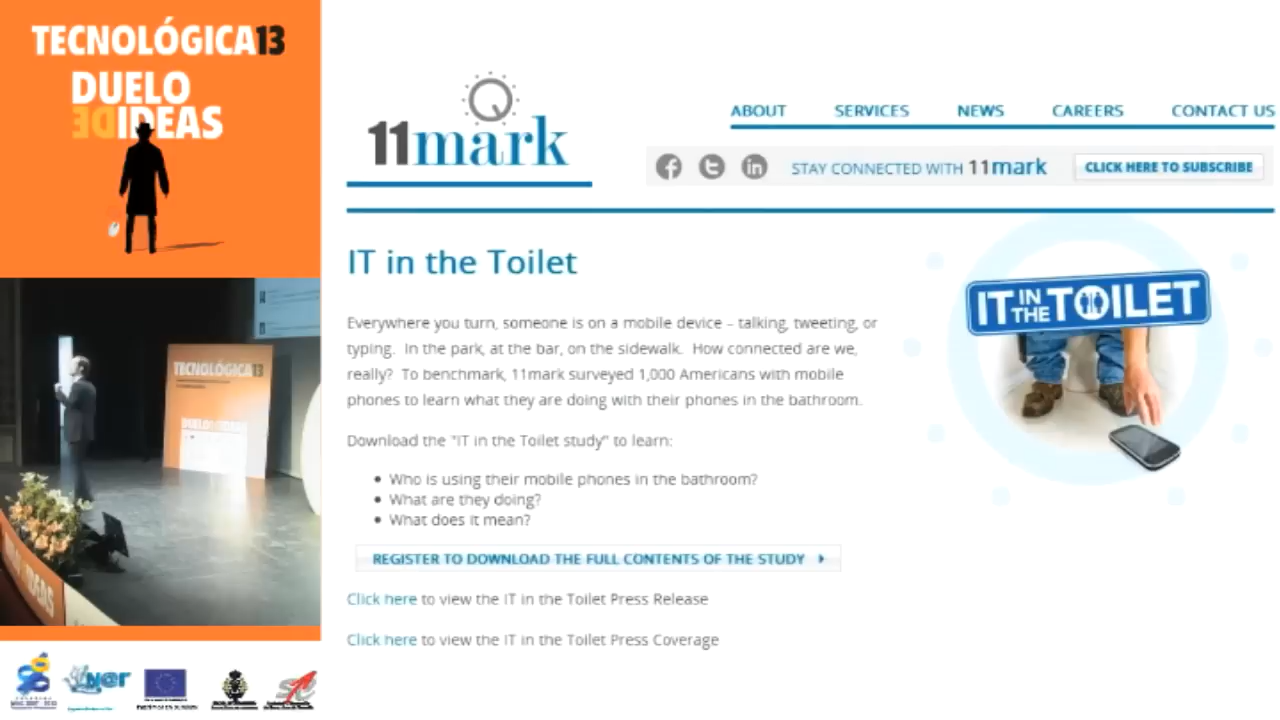 TECNOLÓGICA13
DUELO
DEIDEAS
TECNOLÓGICA13
DUELO IDEAS
IDEAS
11mark
ABOUT SERVICES NEWS CAREERS CONTACT US
STAY CONNECTED WITH 11mark CLICK HERE TO SUBSCRIBE
IT in the Toilet
Everywhere you turn, someone is on a mobile device – talking, tweeting, or
typing. In the park, at the bar, on the sidewalk. How connected are we,
really? To benchmark, 11mark surveyed 1,000 Americans with mobile
phones to learn what they are doing with their phones in the bathroom.
Download the "IT in the Toilet study" to learn:
• Who is using their mobile phones in the bathroom?
• What are they doing?
• What does it mean?
REGISTER TO DOWNLOAD THE FULL CONTENTS OF THE STUDY
Click here to view the IT in the Toilet Press Release
Click here to view the IT in the Toilet Press Coverage
IT IN THE TOILET